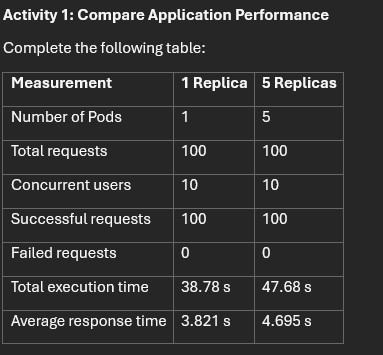 Activity 1: Compare Application Performance
Complete the following table:
Measurement 1 Replica 5 Replicas
Number of Pods 1 5
Total requests 100 100
Concurrent users 10 10
Successful requests 100 100
Failed requests 0 0
Total execution time 38.78 s 47.68 s
Average response time 3.821 s 4.695 s